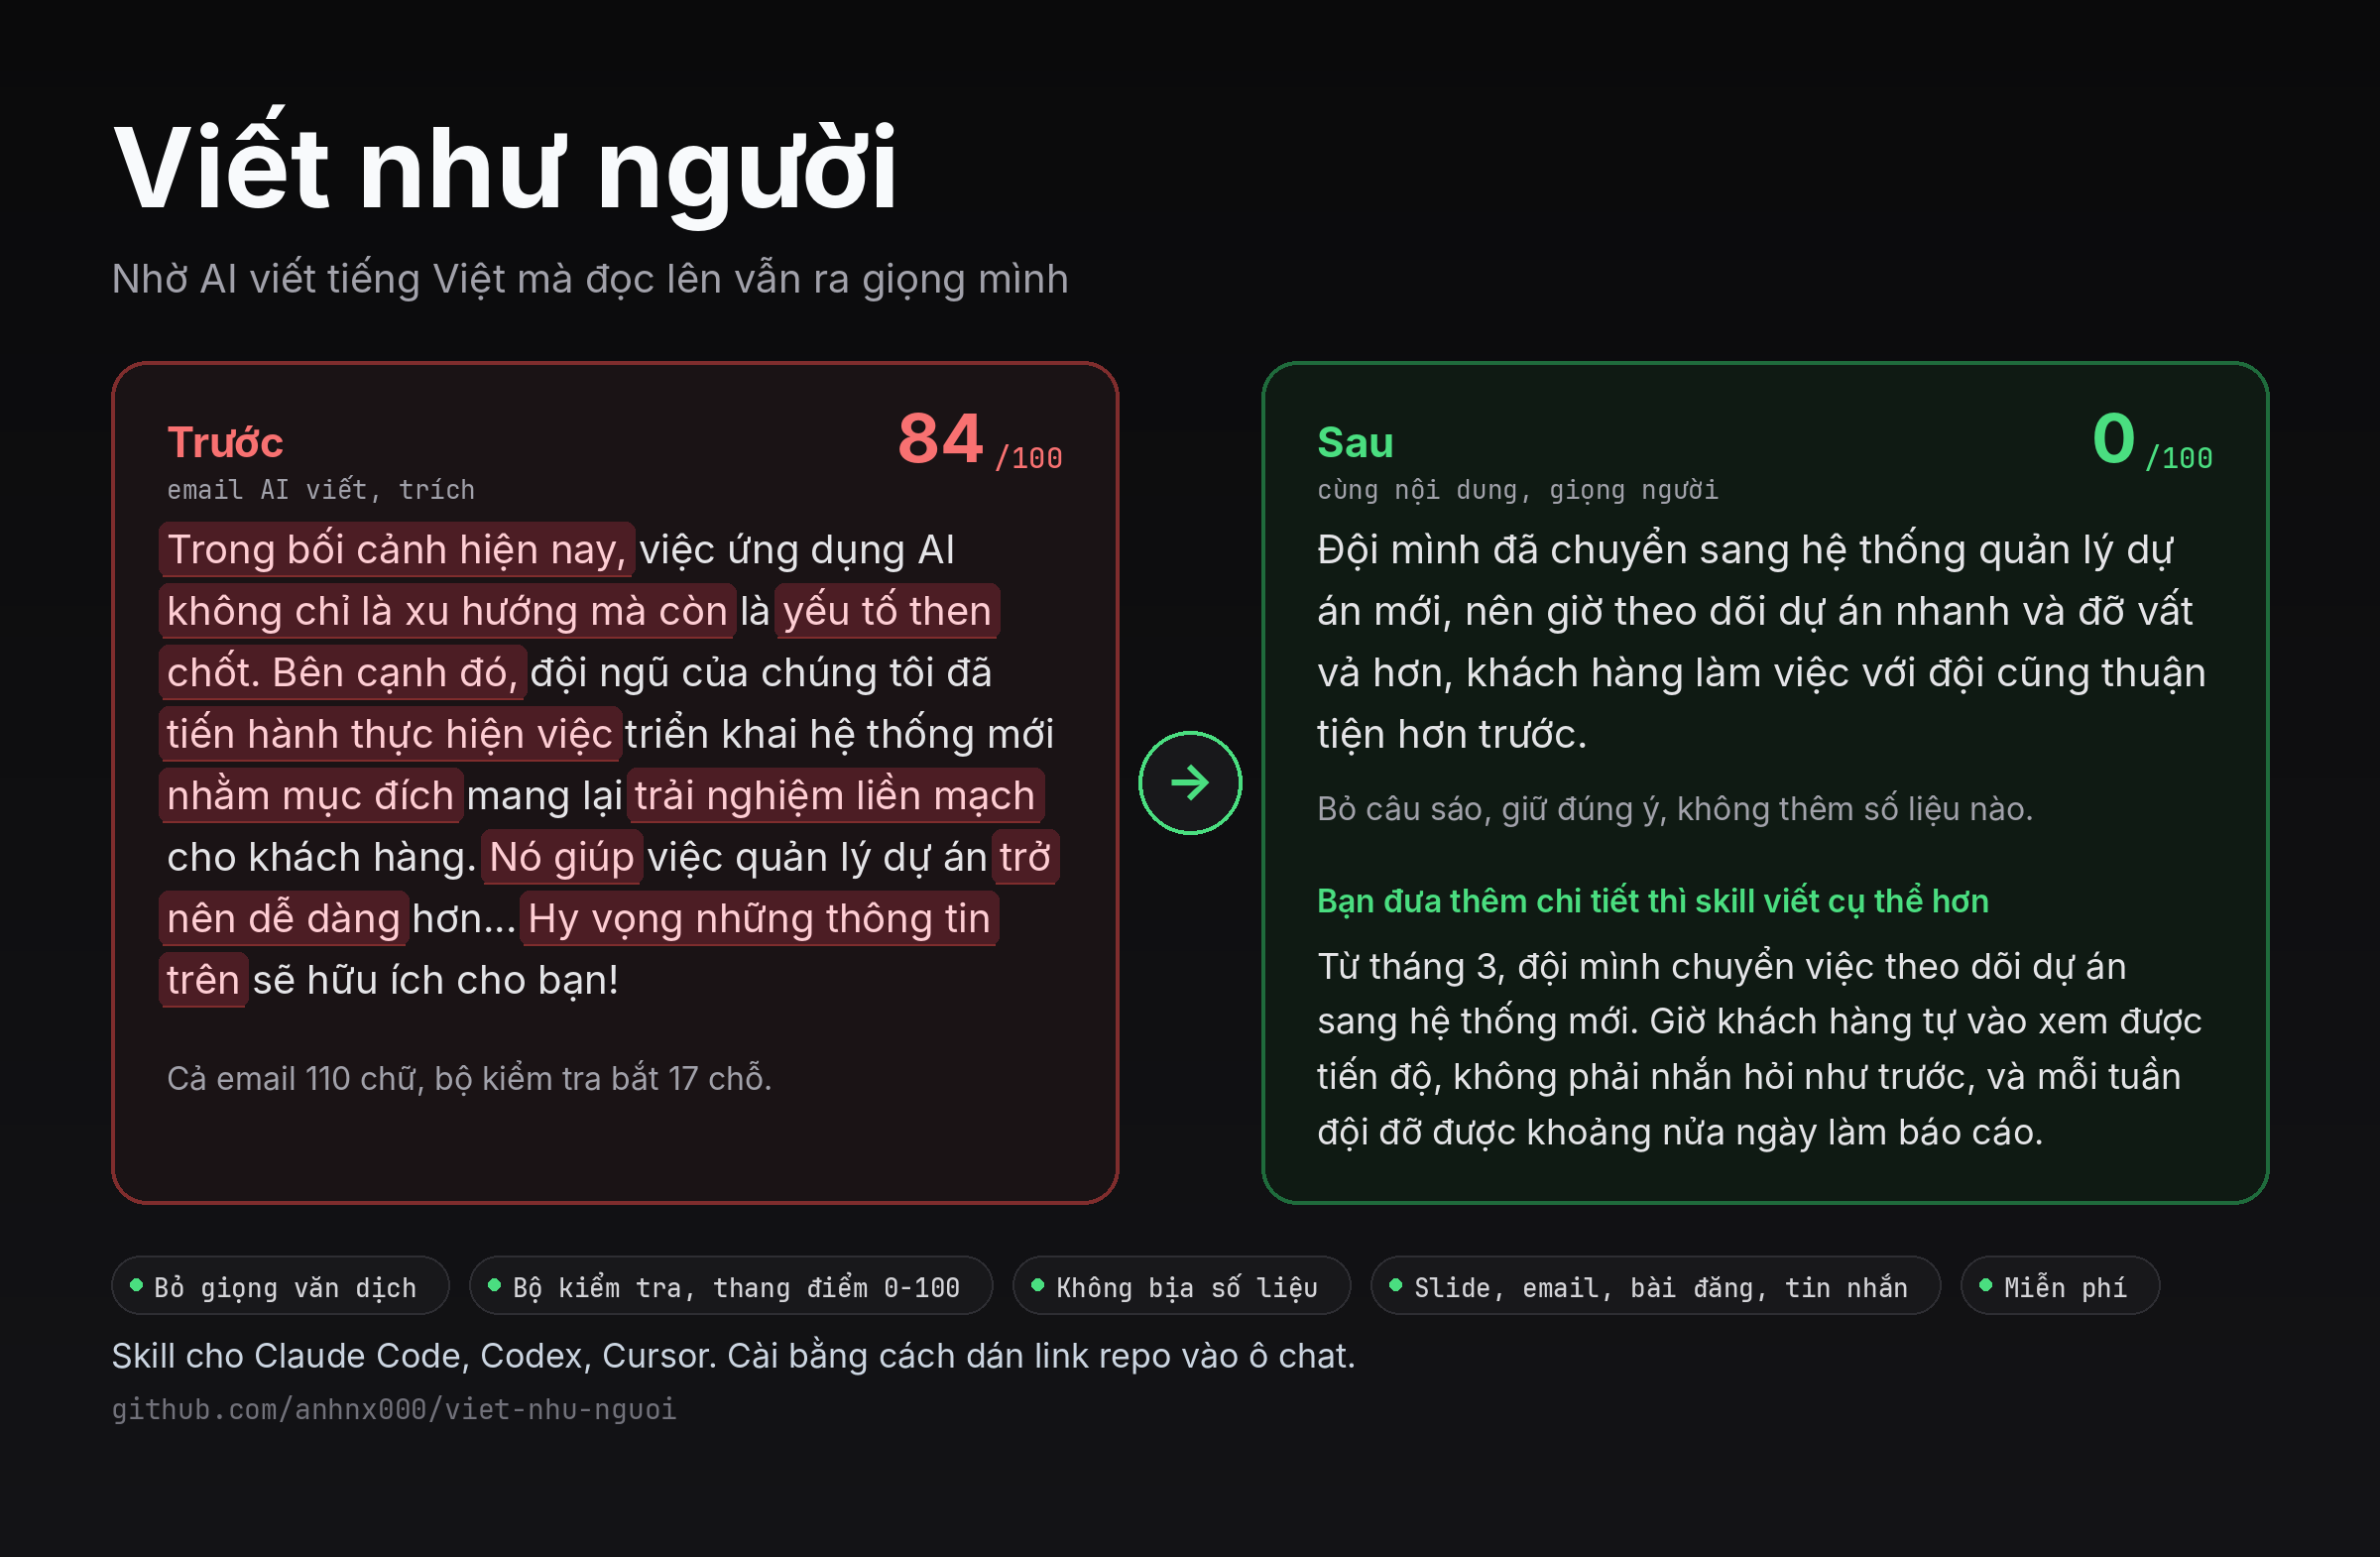 Viết như người
Nhờ AI viết tiếng Việt mà đọc lên vẫn ra giọng mình
Trước
84 /100
email AI viết, trích
Trong bối cảnh hiện nay, việc ứng dụng AI
không chỉ là xu hướng mà còn là yếu tố then
chốt. Bên cạnh đó, đội ngũ của chúng tôi đã
tiến hành thực hiện việc triển khai hệ thống mới
nhằm mục đích mang lại trải nghiệm liền mạch
cho khách hàng. Nó giúp việc quản lý dự án trở
nên dễ dàng hơn... Hy vọng những thông tin
trên sẽ hữu ích cho bạn!
Cả email 110 chữ, bộ kiểm tra bắt 17 chỗ.
→
Sau
0 /100
cùng nội dung, giọng người
Đội mình đã chuyển sang hệ thống quản lý dự
án mới, nên giờ theo dõi dự án nhanh và đỡ vất
vả hơn, khách hàng làm việc với đội cũng thuận
tiện hơn trước.
Bỏ câu sáo, giữ đúng ý, không thêm số liệu nào.
Bạn đưa thêm chi tiết thì skill viết cụ thể hơn
Từ tháng 3, đội mình chuyển việc theo dõi dự án
sang hệ thống mới. Giờ khách hàng tự vào xem được
tiến độ, không phải nhắn hỏi như trước, và mỗi tuần
đội đỡ được khoảng nửa ngày làm báo cáo.
Bỏ giọng văn dịch
Bộ kiểm tra, thang điểm 0-100
Không bịa số liệu
Slide, email, bài đăng, tin nhắn
Miễn phí
Skill cho Claude Code, Codex, Cursor. Cài bằng cách dán link repo vào ô chat.
github.com/anhnx000/viet-nhu-nguoi